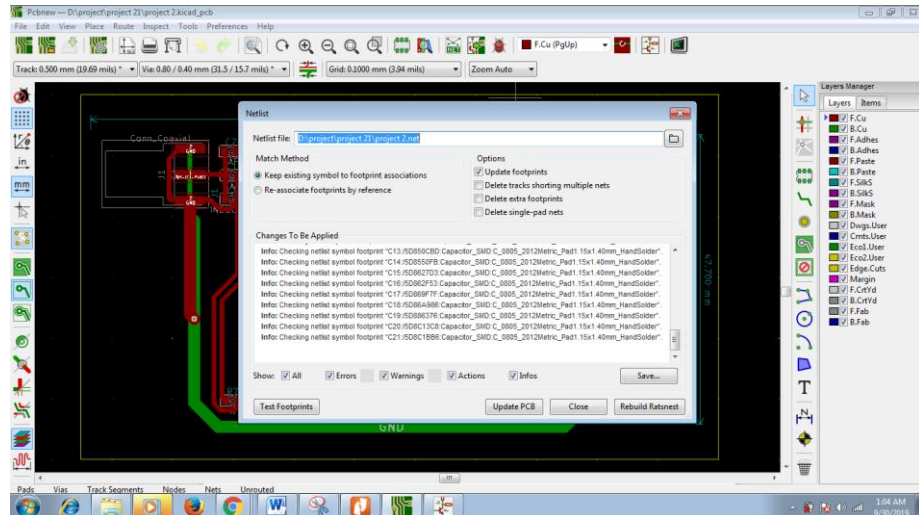 Pcbnew — D:\project\project 21\project 2.kicad_pcb
File Edit View Place Route Inspect Tools Preferences Help
F.Cu (PgUp)
Track: 0.500 mm (19.69 mils) * Via: 0.80 / 0.40 mm (31.5 / 15.7 mils) * Grid: 0.1000 mm (3.94 mils) Zoom Auto
Layers Manager
Layers Items
F.Cu
B.Cu
F.Adhes
B.Adhes
F.Paste
B.Paste
F.SilkS
B.SilkS
F.Mask
B.Mask
Dwgs.User
Cmts.User
Eco1.User
Eco2.User
Edge.Cuts
Margin
F.CrtYd
B.CrtYd
F.Fab
B.Fab
in
mm
Conn_Coaxial
GND
J1
GND
47.700 mm
GND
Netlist
Netlist file: D:\project\project 21\project 2.net
Match Method
Keep existing symbol to footprint associations
Re-associate footprints by reference
Options
Update footprints
Delete tracks shorting multiple nets
Delete extra footprints
Delete single-pad nets
Changes To Be Applied
Info: Checking netlist symbol footprint "C13:/5D850CBD:Capacitor_SMD:C_0805_2012Metric_Pad1.15x1.40mm_HandSolder".
Info: Checking netlist symbol footprint "C14:/5D8550FB:Capacitor_SMD:C_0805_2012Metric_Pad1.15x1.40mm_HandSolder".
Info: Checking netlist symbol footprint "C16:/5D8627D3:Capacitor_SMD:C_0805_2012Metric_Pad1.15x1.40mm_HandSolder".
Info: Checking netlist symbol footprint "C16:/5D862F53:Capacitor_SMD:C_0805_2012Metric_Pad1.15x1.40mm_HandSolder".
Info: Checking netlist symbol footprint "C17:/5D869F7F:Capacitor_SMD:C_0805_2012Metric_Pad1.15x1.40mm_HandSolder".
Info: Checking netlist symbol footprint "C18:/5D86A986:Capacitor_SMD:C_0805_2012Metric_Pad1.15x1.40mm_HandSolder".
Info: Checking netlist symbol footprint "C19:/5D886376:Capacitor_SMD:C_0805_2012Metric_Pad1.15x1.40mm_HandSolder".
Info: Checking netlist symbol footprint "C20:/5D8C13C8:Capacitor_SMD:C_0805_2012Metric_Pad1.15x1.40mm_HandSolder".
Info: Checking netlist symbol footprint "C21:/5D8C1BB6:Capacitor_SMD:C_0805_2012Metric_Pad1.15x1.40mm_HandSolder".
Show: All Errors Warnings Actions Infos Save...
Test Footprints Update PCB Close Rebuild Ratsnest
T
N
Pads Vias Track Segments Nodes Nets Unrouted
1:04 AM
9/30/2019